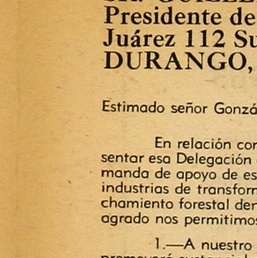 Presidente de
Juárez 112 Su
DURANGO,
Estimado señor Gonzá
En relación con
sentar esa Delegación
manda de apoyo de es
industrias de transform
chamiento forestal der
agrado nos permitimos
1.—A nuestro